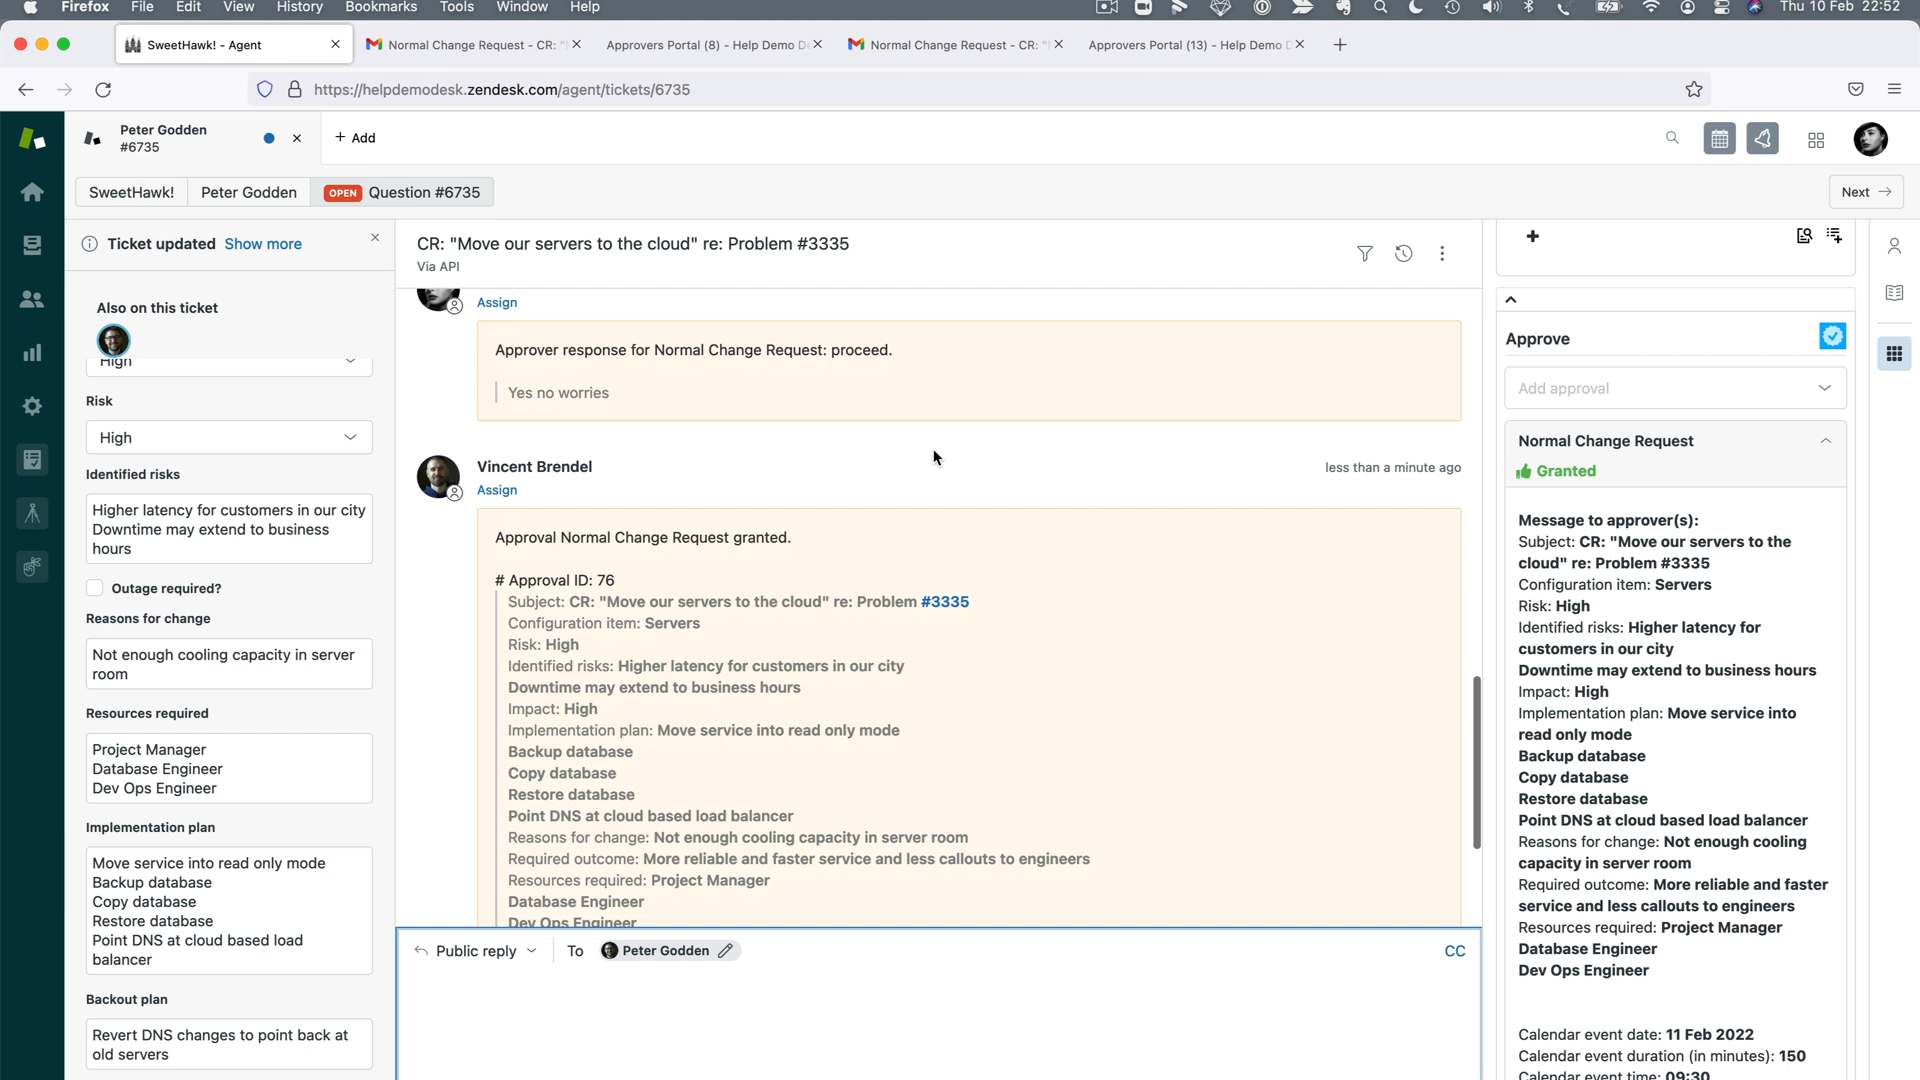 Firefox File Edit View History Bookmarks Tools Window Help Thu 10 Feb 22:52
SweetHawk! - Agent
Normal Change Request - CR: "
Approvers Portal (8) - Help Demo D
Normal Change Request - CR: "
Approvers Portal (13) - Help Demo D
https://helpdemodesk.zendesk.com/agent/tickets/6735
Peter Godden
#6735
+ Add
SweetHawk!
Peter Godden
OPEN Question #6735
Next
Ticket updated Show more
Also on this ticket
High
Risk
High
Identified risks
Higher latency for customers in our city
Downtime may extend to business
hours
Outage required?
Reasons for change
Not enough cooling capacity in server
room
Resources required
Project Manager
Database Engineer
Dev Ops Engineer
Implementation plan
Move service into read only mode
Backup database
Copy database
Restore database
Point DNS at cloud based load
balancer
Backout plan
Revert DNS changes to point back at
old servers
CR: "Move our servers to the cloud" re: Problem #3335
Via API
Assign
Approver response for Normal Change Request: proceed.
Yes no worries
Vincent Brendel
less than a minute ago
Assign
Approval Normal Change Request granted.
# Approval ID: 76
Subject: CR: "Move our servers to the cloud" re: Problem #3335
Configuration item: Servers
Risk: High
Identified risks: Higher latency for customers in our city
Downtime may extend to business hours
Impact: High
Implementation plan: Move service into read only mode
Backup database
Copy database
Restore database
Point DNS at cloud based load balancer
Reasons for change: Not enough cooling capacity in server room
Required outcome: More reliable and faster service and less callouts to engineers
Resources required: Project Manager
Database Engineer
Dev Ops Engineer
Public reply
To
Peter Godden
CC
Approve
Add approval
Normal Change Request
Granted
Message to approver(s):
Subject: CR: "Move our servers to the
cloud" re: Problem #3335
Configuration item: Servers
Risk: High
Identified risks: Higher latency for
customers in our city
Downtime may extend to business hours
Impact: High
Implementation plan: Move service into
read only mode
Backup database
Copy database
Restore database
Point DNS at cloud based load balancer
Reasons for change: Not enough cooling
capacity in server room
Required outcome: More reliable and faster
service and less callouts to engineers
Resources required: Project Manager
Database Engineer
Dev Ops Engineer
Calendar event date: 11 Feb 2022
Calendar event duration (in minutes): 150
Calendar event time: 09:30